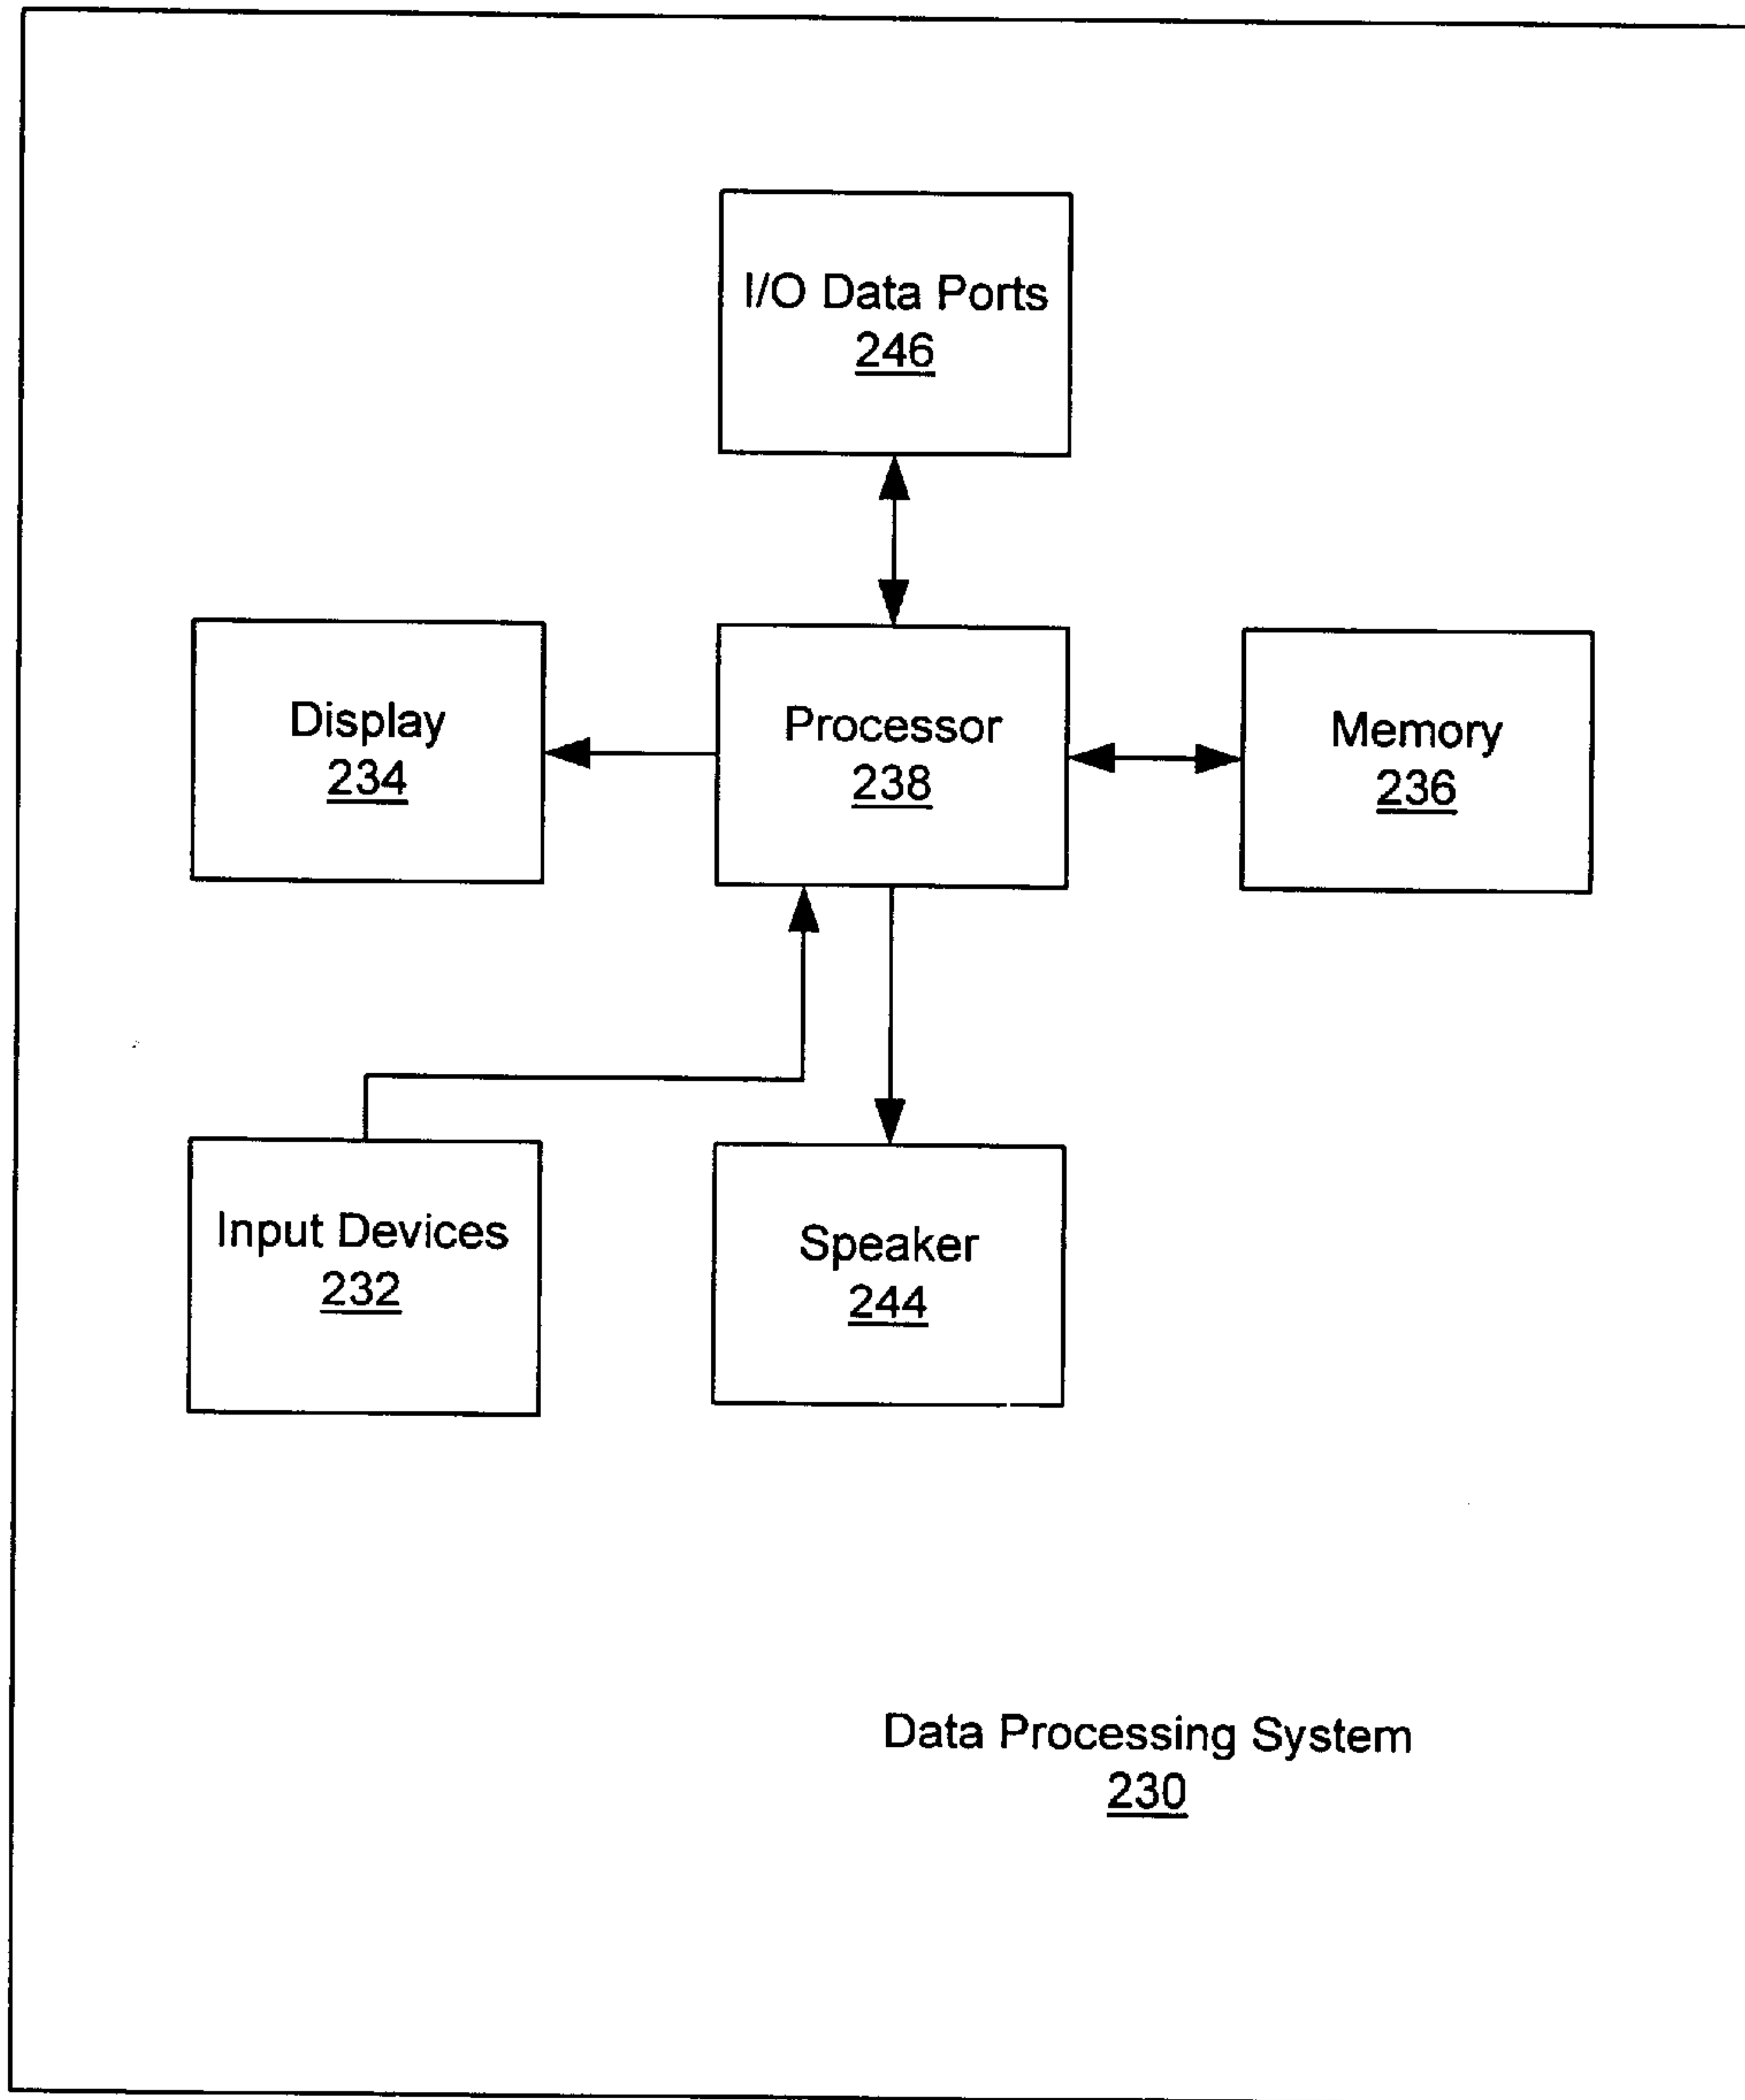 I/O Data Ports
246
Display
234
Processor
238
Memory
236
Input Devices
232
Speaker
244
Data Processing System
230